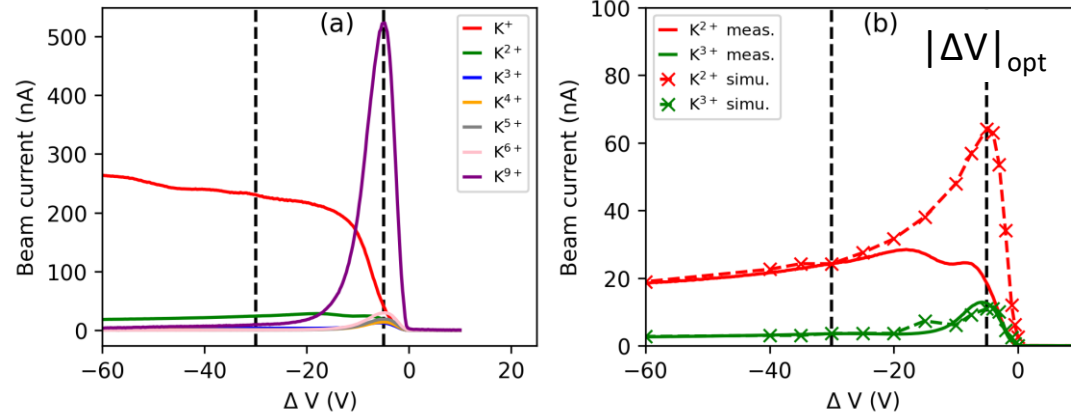 (a)
K⁺
K²⁺
K³⁺
K⁴⁺
K⁵⁺
K⁶⁺
K⁹⁺
Beam current (nA)
500
400
300
200
100
0
−60 −40 −20 0 20
Δ V (V)
(b)
K²⁺ meas.
K³⁺ meas.
K²⁺ simu.
K³⁺ simu.
|ΔV|opt
Beam current (nA)
100
80
60
40
20
0
−60 −40 −20 0
Δ V (V)